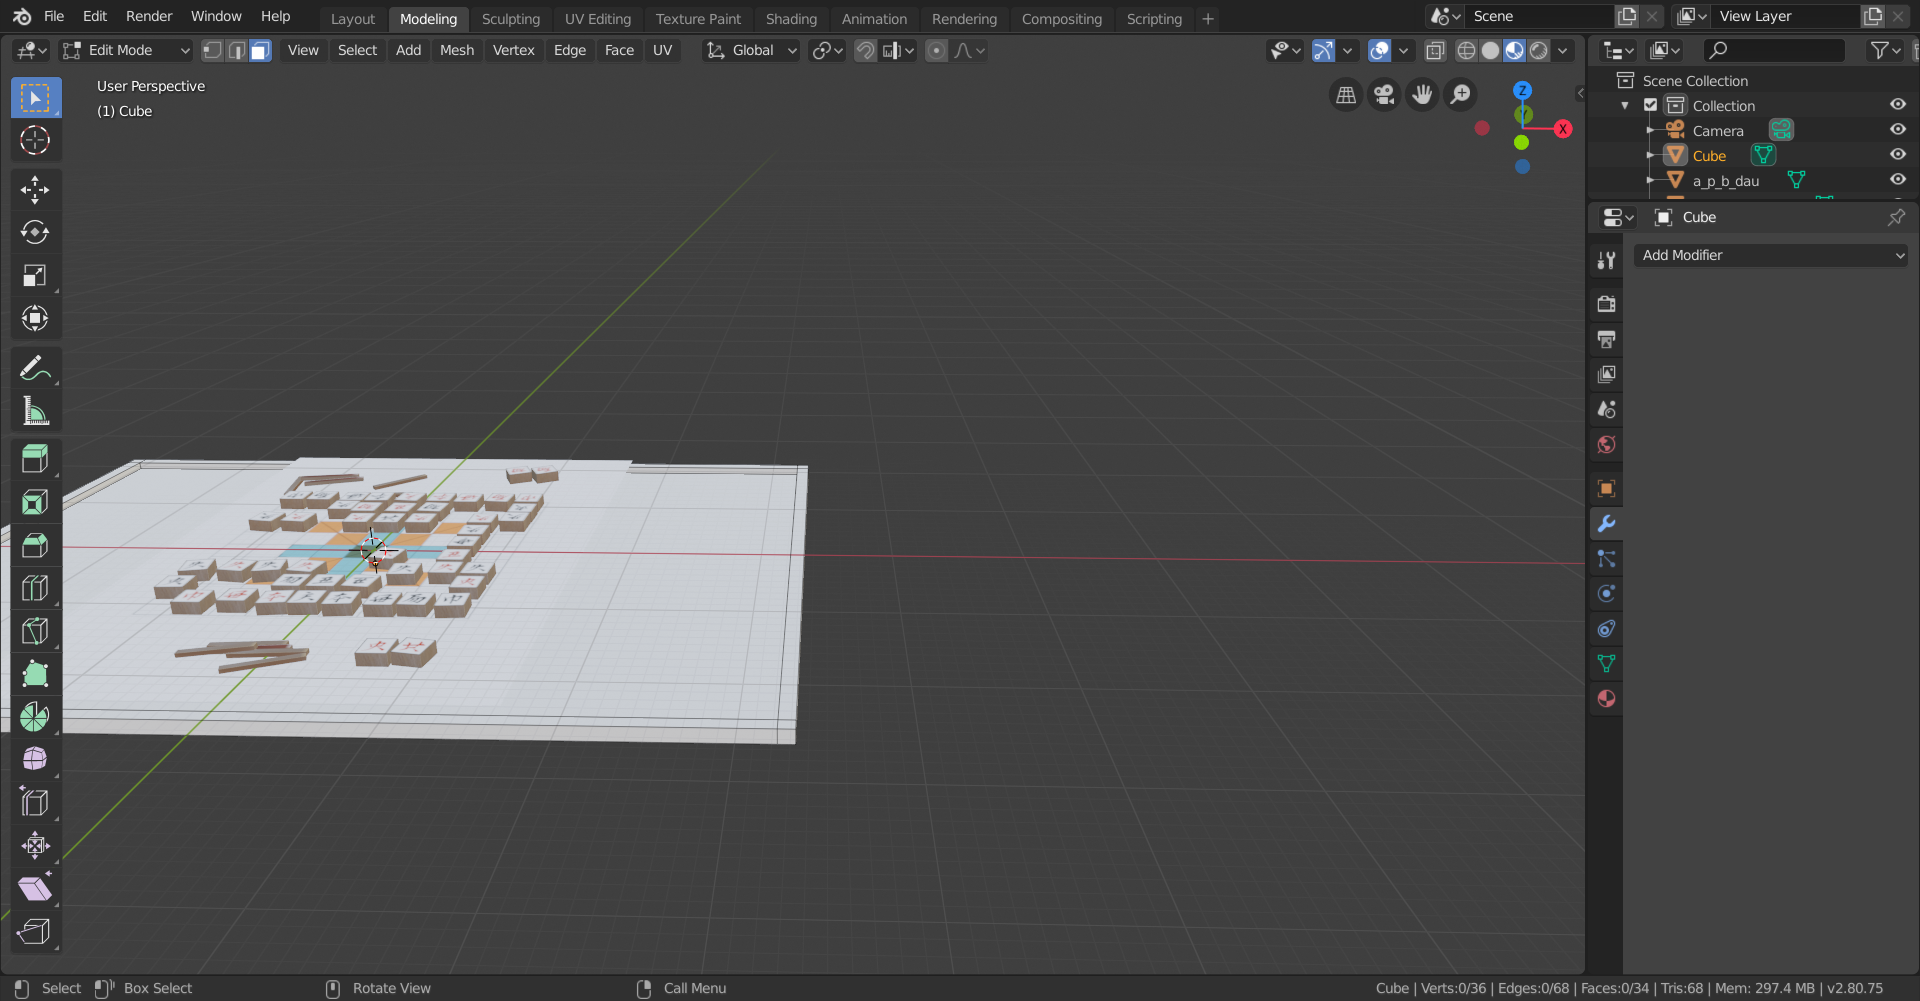 File Edit Render Window Help
Layout Modeling Sculpting UV Editing Texture Paint Shading Animation Rendering Compositing Scripting +
Scene
View Layer
Edit Mode
View Select Add Mesh Vertex Edge Face UV
Global
User Perspective
(1) Cube
Z
Y
X
Scene Collection
Collection
Camera
Cube
a_p_b_dau
Cube
Add Modifier
Select
Box Select
Rotate View
Call Menu
Cube | Verts:0/36 | Edges:0/68 | Faces:0/34 | Tris:68 | Mem: 297.4 MB | v2.80.75